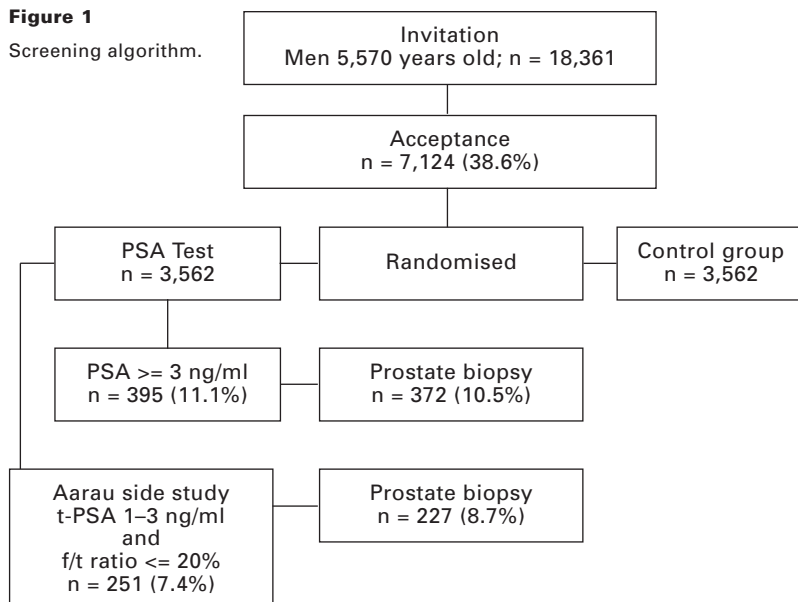 Figure 1
Screening algorithm.
Invitation
Men 5,570 years old; n = 18,361
Acceptance
n = 7,124 (38.6%)
PSA Test
n = 3,562
Randomised
Control group
n = 3,562
PSA >= 3 ng/ml
n = 395 (11.1%)
Prostate biopsy
n = 372 (10.5%)
Aarau side study
t-PSA 1–3 ng/ml
and
f/t ratio <= 20%
n = 251 (7.4%)
Prostate biopsy
n = 227 (8.7%)